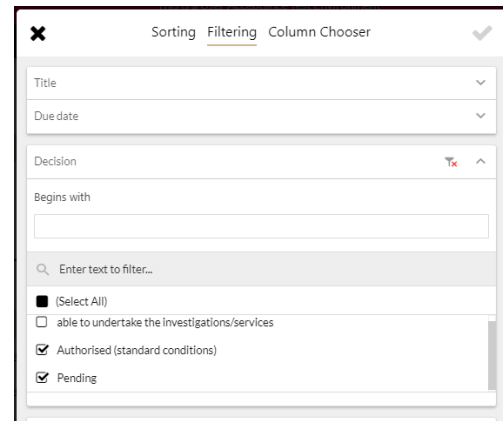 Sorting Filtering Column Chooser
Title
Due date
Decision
Begins with
Enter text to filter...
(Select All)
able to undertake the investigations/services
Authorised (standard conditions)
Pending